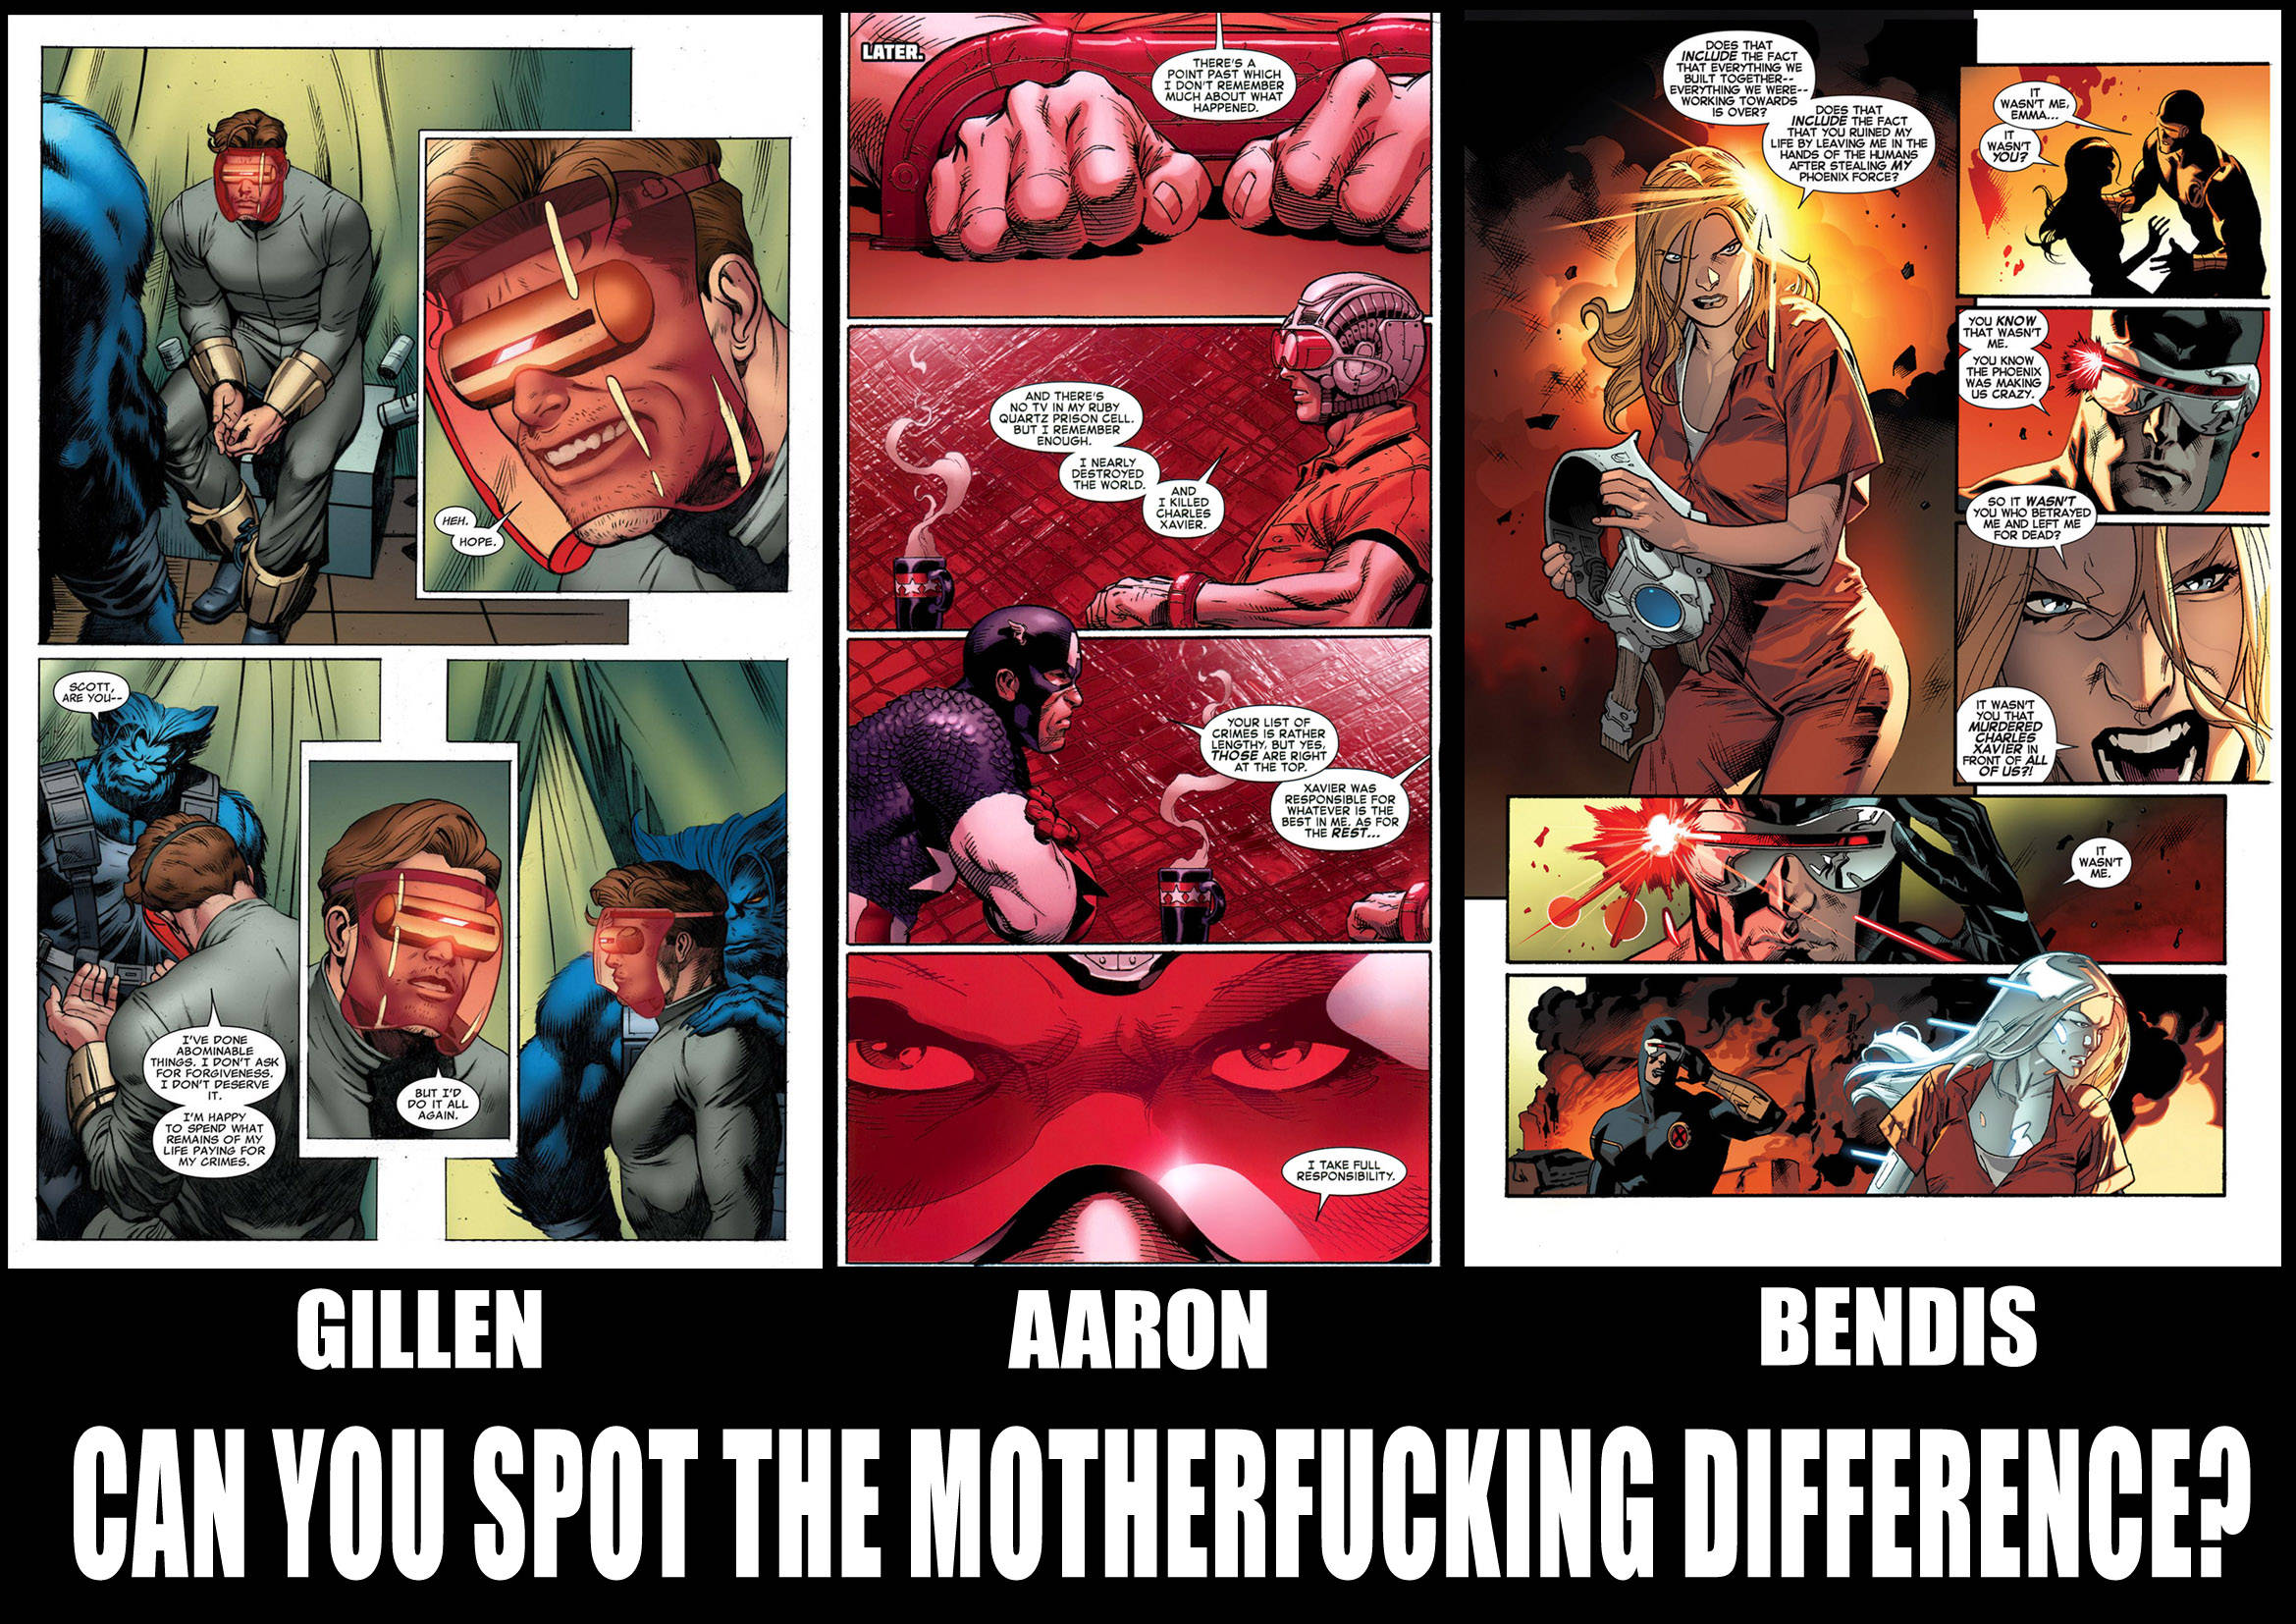 HEH.
HOPE.
SCOTT,
ARE YOU--
I'VE DONE
ABOMINABLE
THINGS. I DON'T ASK
FOR FORGIVENESS.
I DON'T DESERVE
IT.
I'M HAPPY
TO SPEND WHAT
REMAINS OF MY
LIFE PAYING FOR
MY CRIMES.
BUT I'D
DO IT ALL
AGAIN.
LATER.
THERE'S A
POINT PAST WHICH
I DON'T REMEMBER
MUCH ABOUT WHAT
HAPPENED.
AND THERE'S
NO TV IN MY RUBY
QUARTZ PRISON CELL.
BUT I REMEMBER
ENOUGH.
I NEARLY
DESTROYED
THE WORLD.
AND
I KILLED
CHARLES
XAVIER.
YOUR LIST OF
CRIMES IS RATHER
LENGTHY, BUT YES,
THOSE ARE RIGHT
AT THE TOP.
XAVIER WAS
RESPONSIBLE FOR
WHATEVER IS THE
BEST IN ME. AS FOR
THE REST...
I TAKE FULL
RESPONSIBILITY.
DOES THAT
INCLUDE THE FACT
THAT EVERYTHING WE
BUILT TOGETHER--
EVERYTHING WE WERE--
WORKING TOWARDS
IS OVER?
DOES THAT
INCLUDE THE FACT
THAT YOU RUINED MY
LIFE BY LEAVING ME IN THE
HANDS OF THE HUMANS
AFTER STEALING MY
PHOENIX FORCE?
IT
WASN'T ME,
EMMA...
IT
WASN'T
YOU?
YOU KNOW
THAT WASN'T
ME.
YOU KNOW
THE PHOENIX
WAS MAKING
US CRAZY.
SO IT WASN'T
YOU WHO BETRAYED
ME AND LEFT ME
FOR DEAD?
IT WASN'T
YOU THAT
MURDERED
CHARLES
XAVIER IN
FRONT OF ALL
OF US?!
IT
WASN'T
ME.
GILLEN
AARON
BENDIS
CAN YOU SPOT THE MOTHERFUCKING DIFFERENCE?